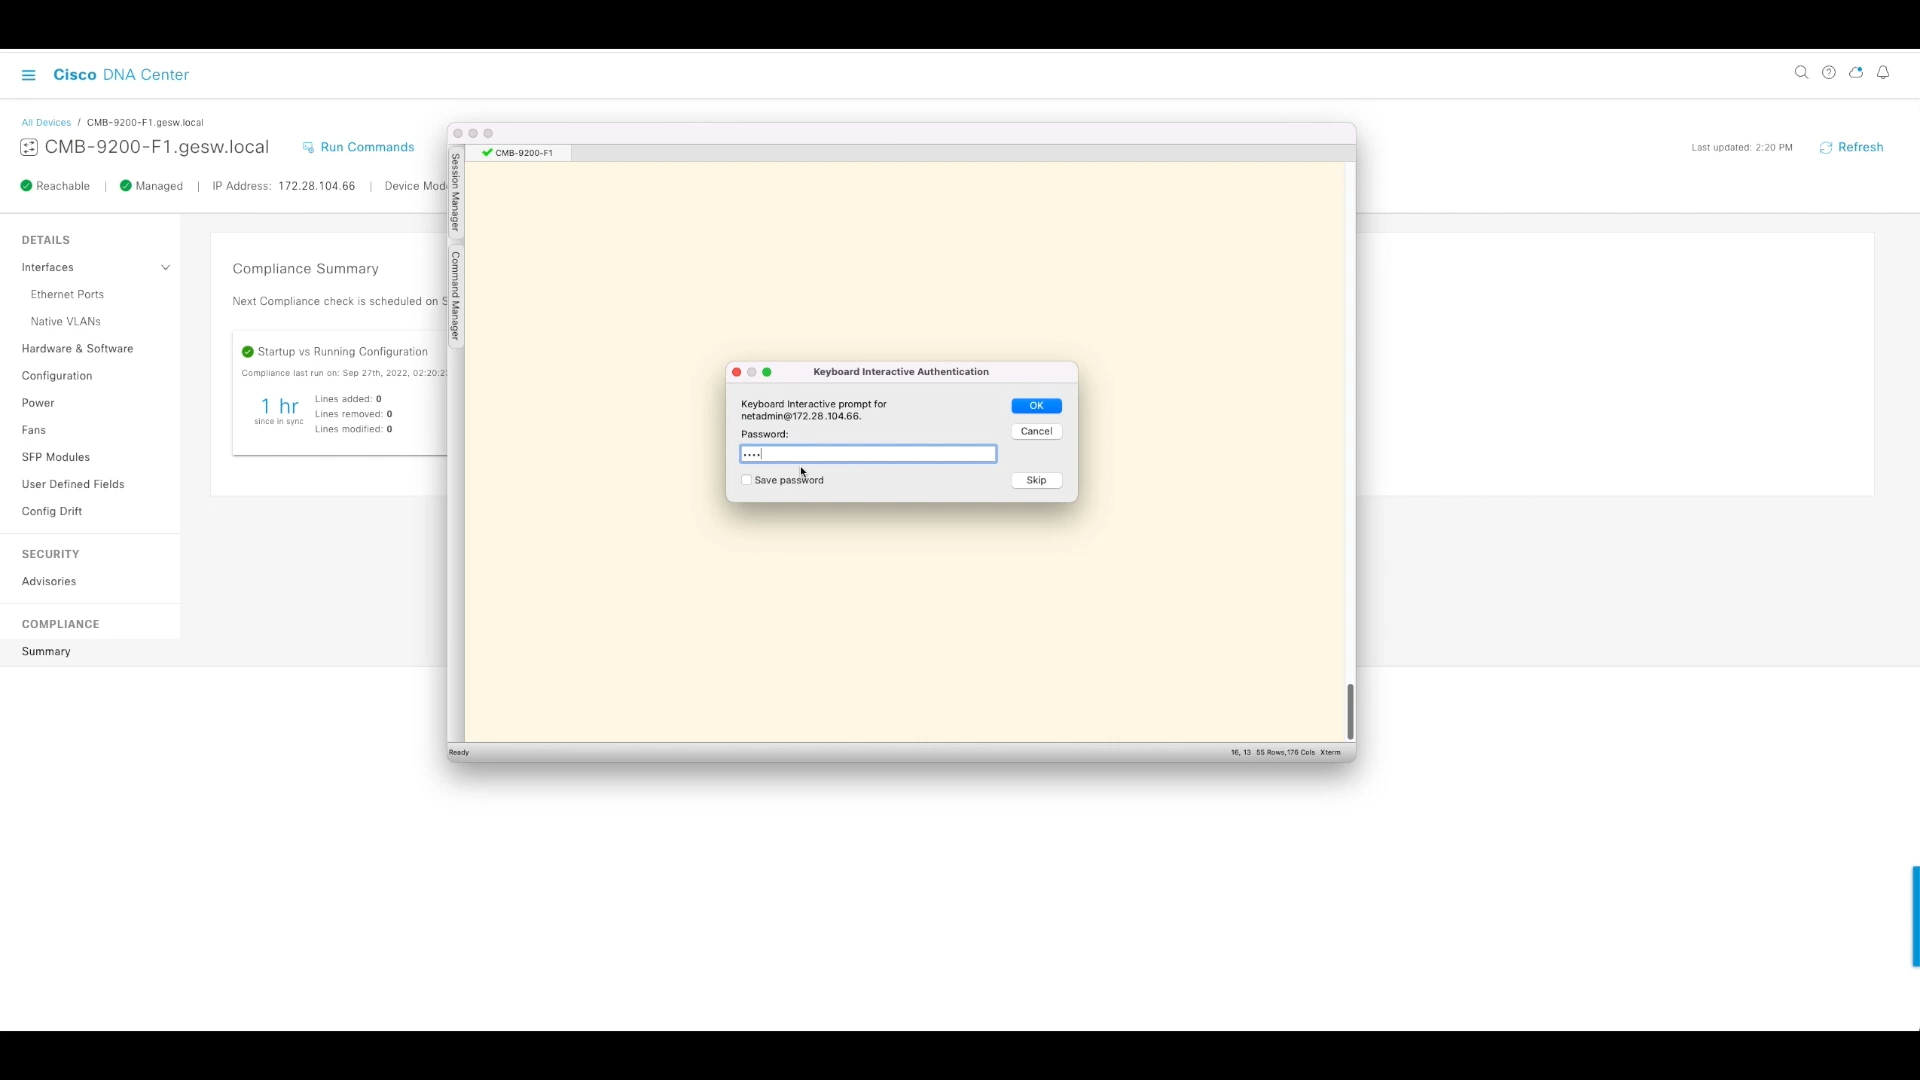 Cisco DNA Center
All Devices / CMB-9200-F1.gesw.local
CMB-9200-F1.gesw.local
Run Commands
Last updated: 2:20 PM
Refresh
Reachable | Managed | IP Address: 172.28.104.66 | Device Mod
DETAILS
Interfaces
Ethernet Ports
Native VLANs
Hardware & Software
Configuration
Power
Fans
SFP Modules
User Defined Fields
Config Drift
SECURITY
Advisories
COMPLIANCE
Summary
Compliance Summary
Next Compliance check is scheduled on S
Startup vs Running Configuration
Compliance last run on: Sep 27th, 2022, 02:20:2
1 hr
since in sync
Lines added: 0
Lines removed: 0
Lines modified: 0
Session Manager
Command Manager
CMB-9200-F1
Keyboard Interactive Authentication
Keyboard Interactive prompt for
netadmin@172.28.104.66.
Password:
••••
Save password
OK
Cancel
Skip
Ready
16, 13 55 Rows,176 Cols Xterm